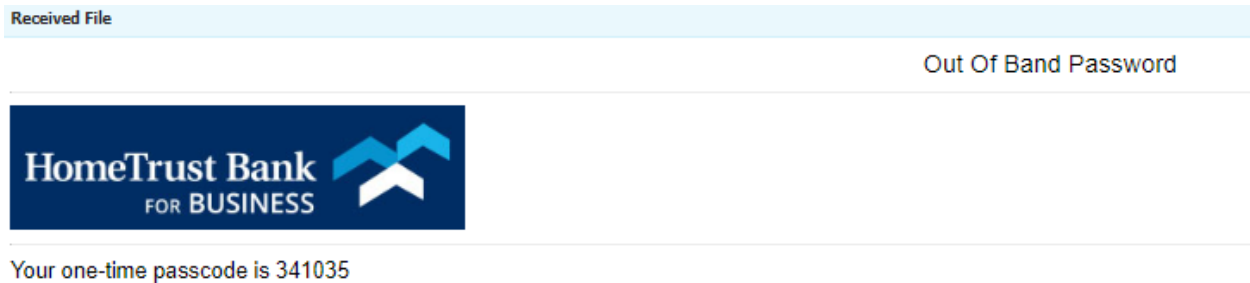 Received File
Out Of Band Password
HomeTrust Bank
FOR BUSINESS
Your one-time passcode is 341035